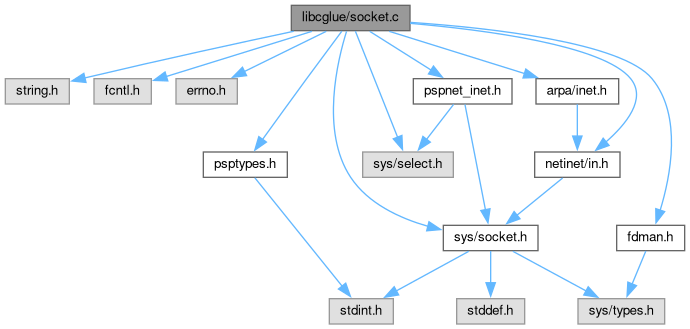 libcglue/socket.c
string.h
fcntl.h
errno.h
pspnet_inet.h
arpa/inet.h
psptypes.h
sys/select.h
netinet/in.h
sys/socket.h
fdman.h
stdint.h
stddef.h
sys/types.h